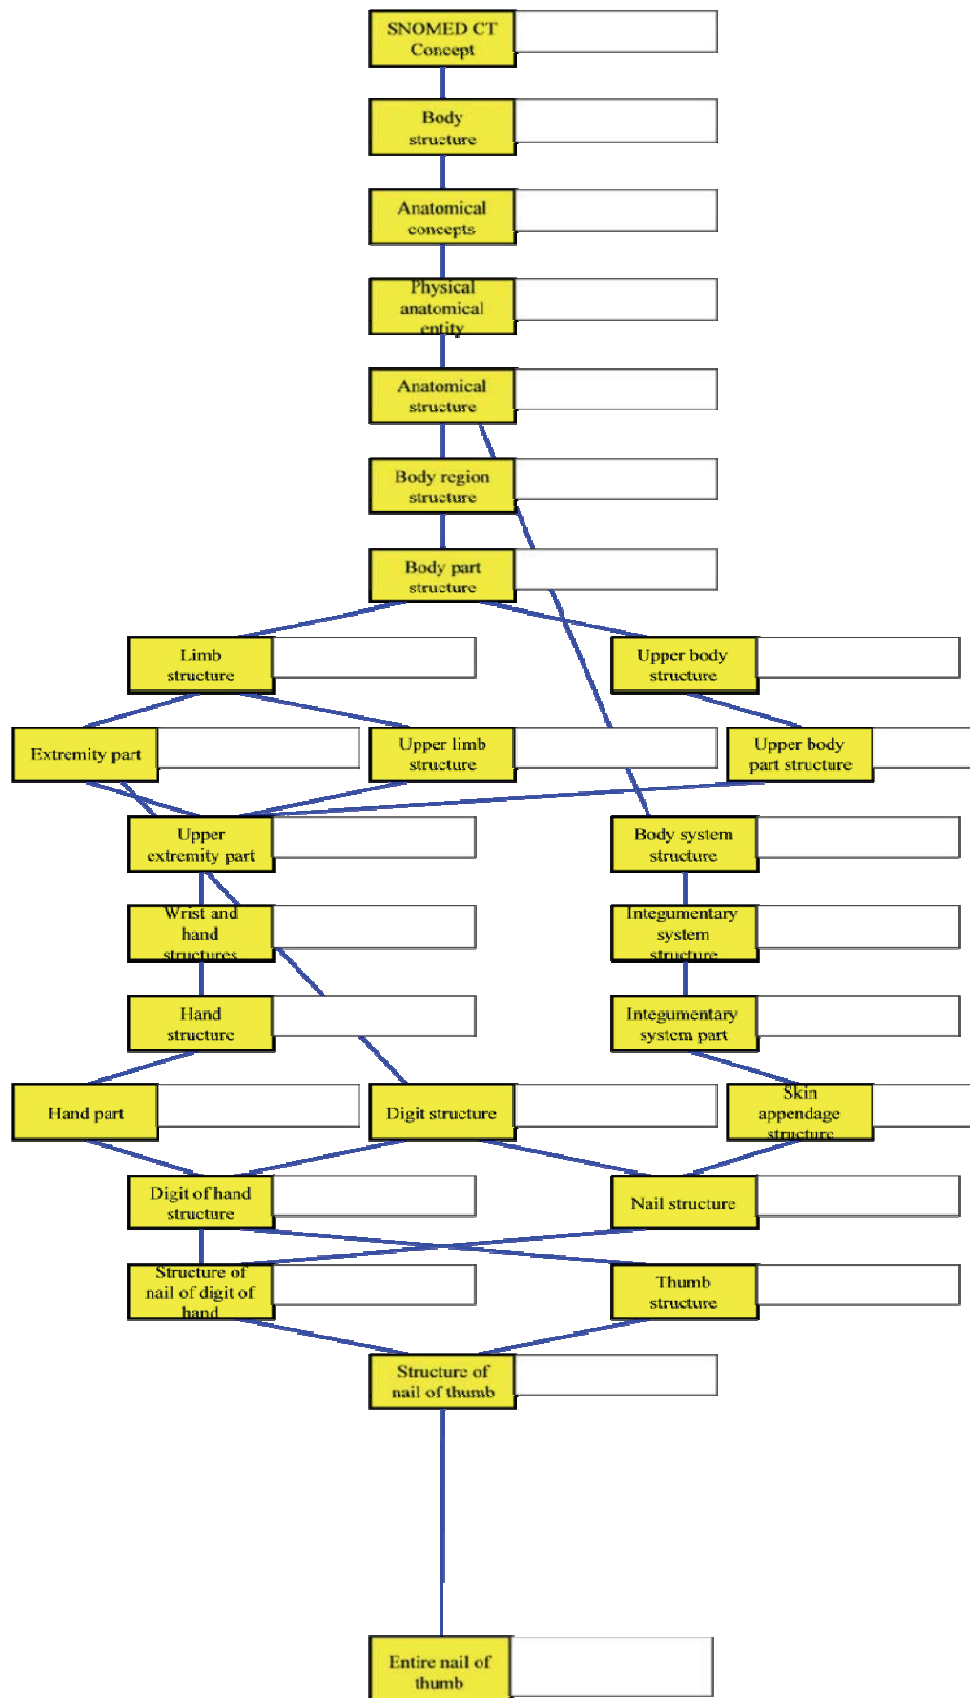 SNOMED CT
Concept
Body
structure
Anatomical
concepts
Physical
anatomical
entity
Anatomical
structure
Body region
structure
Body part
structure
Limb
structure
Upper body
structure
Extremity part
Upper limb
structure
Upper body
part structure
Upper
extremity part
Body system
structure
Wrist and
hand
structures
Integumentary
system
structure
Hand
structure
Integumentary
system part
Hand part
Digit structure
Skin
appendage
structure
Digit of hand
structure
Nail structure
Structure of
nail of digit of
hand
Thumb
structure
Structure of
nail of thumb
Entire nail of
thumb